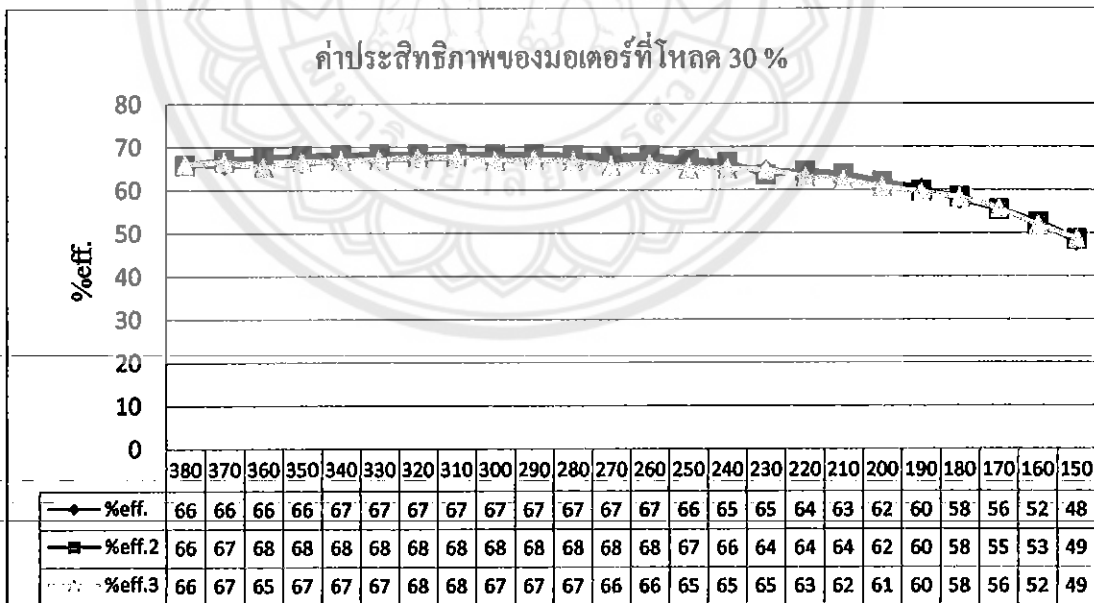 ค่าประสิทธิภาพของมอเตอร์ที่โหลด 30 %
%eff.
80
70
60
50
40
30
20
10
0
380 370 360 350 340 330 320 310 300 290 280 270 260 250 240 230 220 210 200 190 180 170 160 150
%eff. 66 66 66 66 67 67 67 67 67 67 67 67 67 66 65 65 64 63 62 60 58 56 52 48
%eff.2 66 67 68 68 68 68 68 68 68 68 68 68 68 67 66 64 64 64 62 60 58 55 53 49
%eff.3 66 67 65 67 67 67 68 68 67 67 67 66 66 65 65 65 63 62 61 60 58 56 52 49